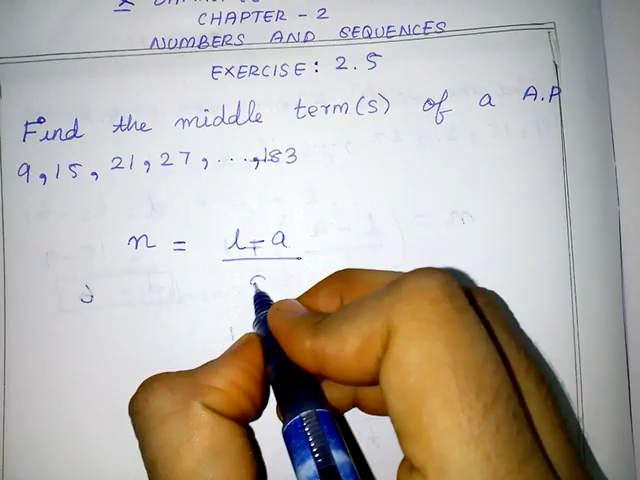 CHAPTER - 2
NUMBERS AND SEQUENCES
EXERCISE: 2.5
Find the middle term(s) of a A.P
9, 15, 21, 27, ..., 183
n = l - a